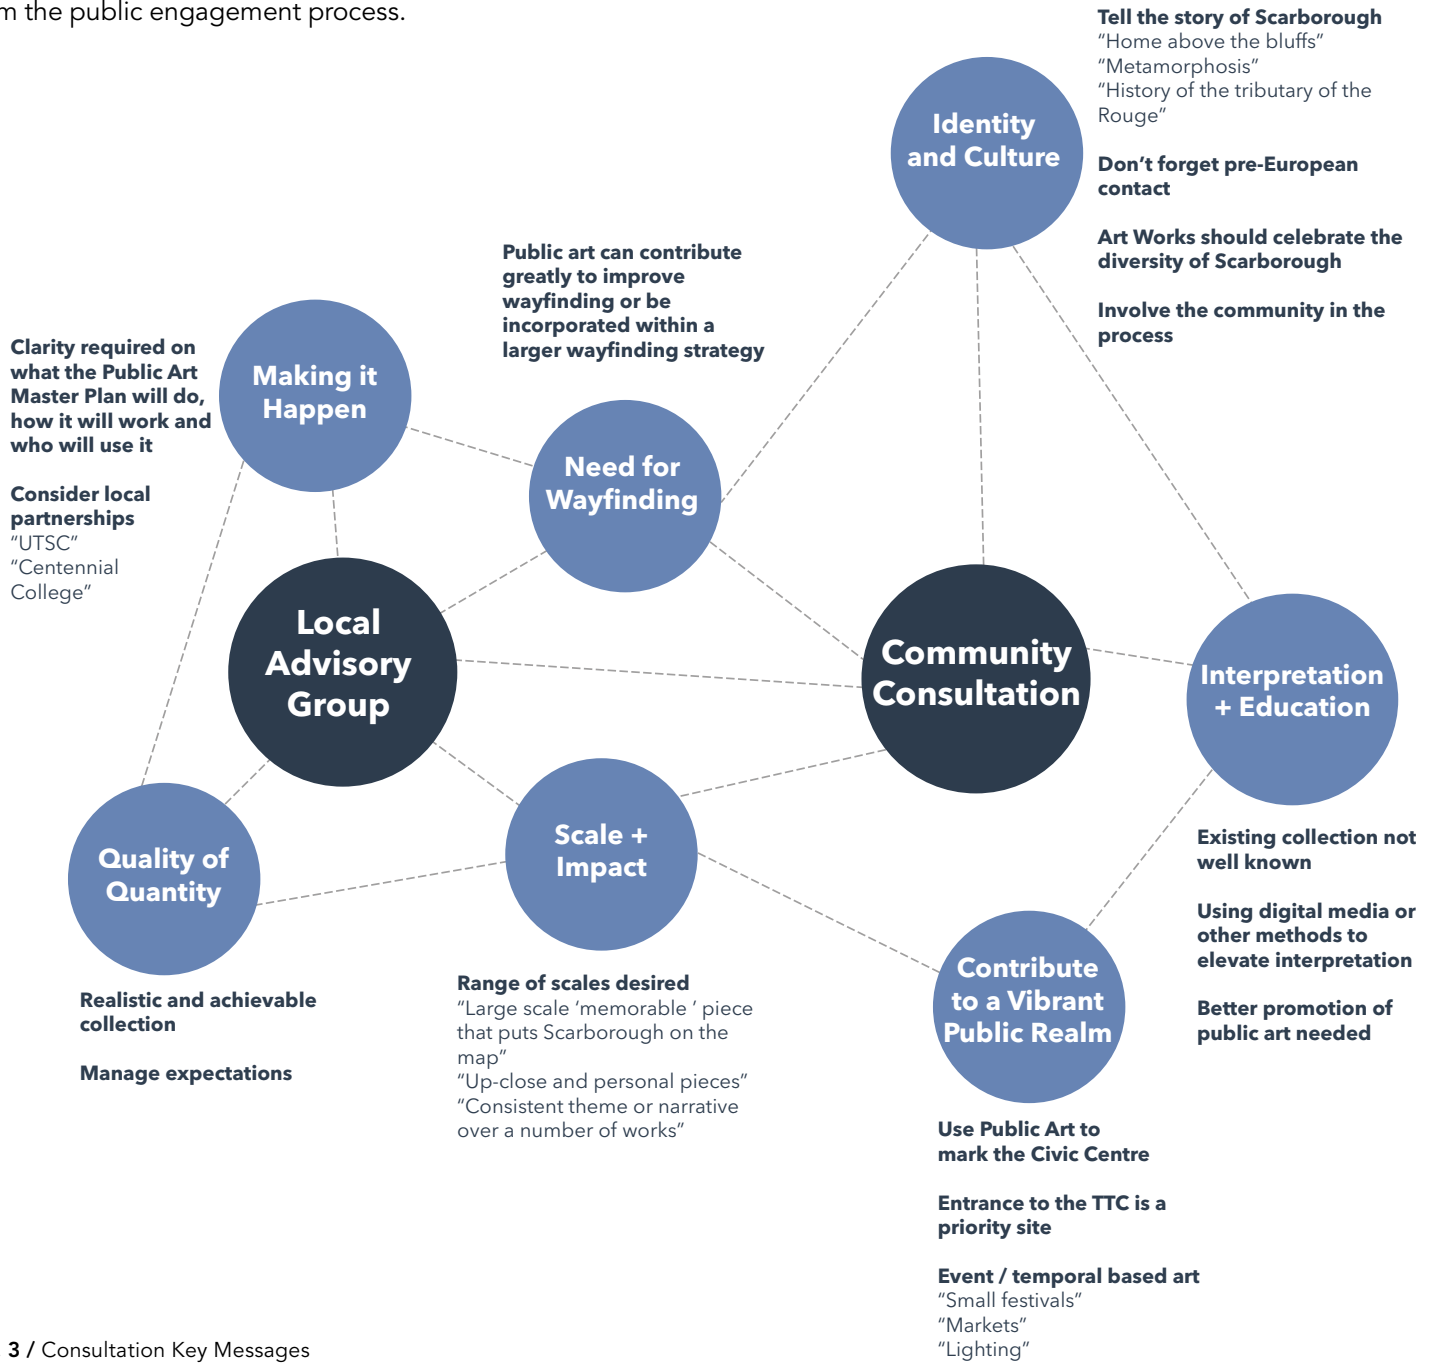 m the public engagement process.
Tell the story of Scarborough
“Home above the bluffs”
“Metamorphosis”
“History of the tributary of the
Rouge”
Don’t forget pre-European
contact
Art Works should celebrate the
diversity of Scarborough
Involve the community in the
process
Identity
and Culture
Public art can contribute
greatly to improve
wayfinding or be
incorporated within a
larger wayfinding strategy
Clarity required on
what the Public Art
Master Plan will do,
how it will work and
who will use it
Consider local
partnerships
“UTSC”
“Centennial
College”
Making it
Happen
Need for
Wayfinding
Local
Advisory
Group
Community
Consultation
Interpretation
+ Education
Quality of
Quantity
Scale +
Impact
Existing collection not
well known
Using digital media or
other methods to
elevate interpretation
Better promotion of
public art needed
Contribute
to a Vibrant
Public Realm
Realistic and achievable
collection
Manage expectations
Range of scales desired
“Large scale ‘memorable ’ piece
that puts Scarborough on the
map”
“Up-close and personal pieces”
“Consistent theme or narrative
over a number of works”
Use Public Art to
mark the Civic Centre
Entrance to the TTC is a
priority site
Event / temporal based art
“Small festivals”
“Markets”
“Lighting”
3 / Consultation Key Messages